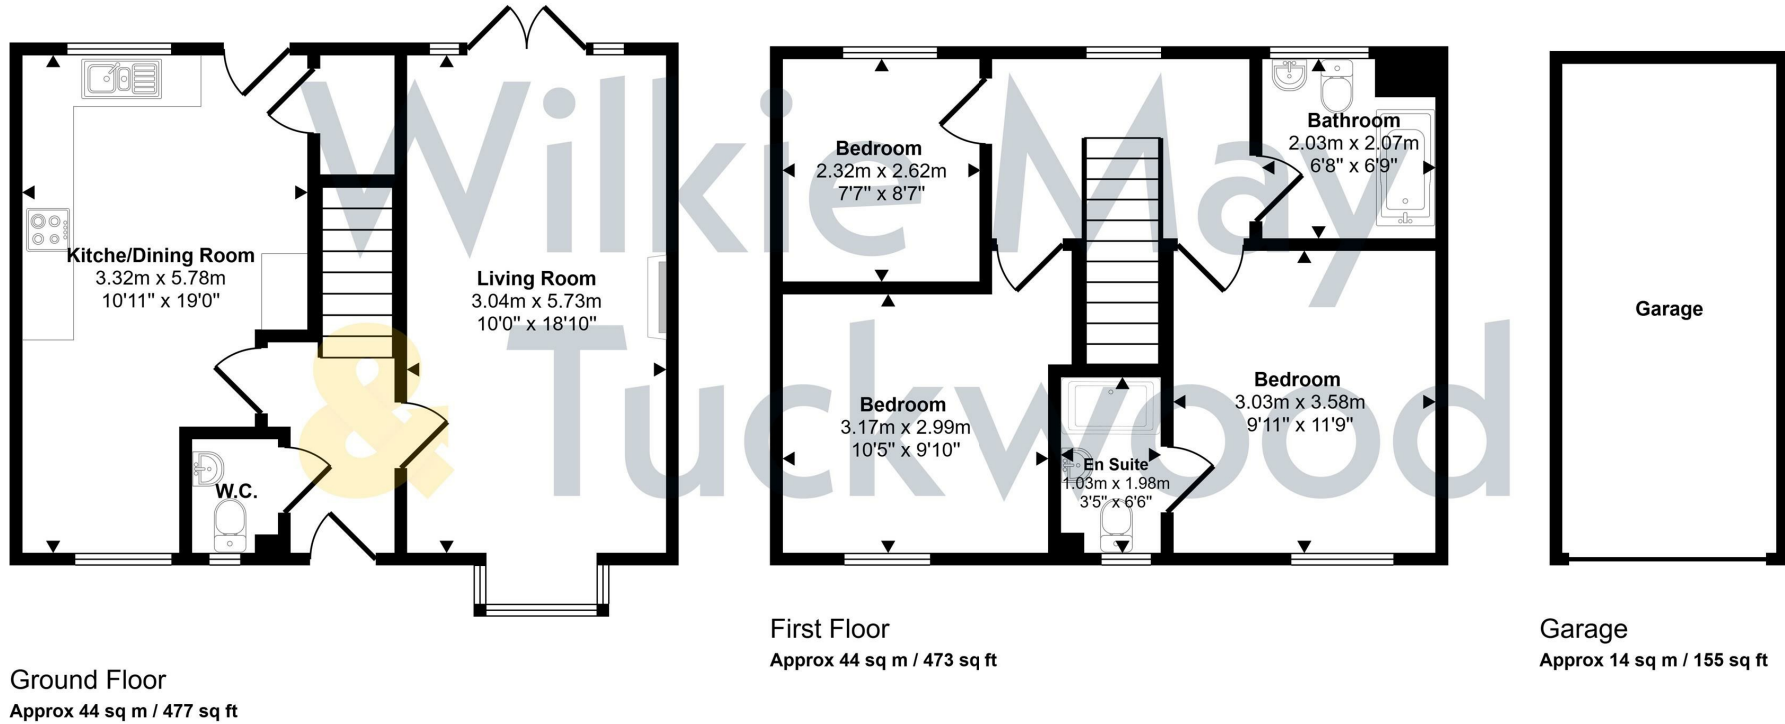 Wilkie May
& Tuckwood
Kitche/Dining Room
3.32m x 5.78m
10'11" x 19'0"
Living Room
3.04m x 5.73m
10'0" x 18'10"
W.C.
Ground Floor
Approx 44 sq m / 477 sq ft
Bedroom
2.32m x 2.62m
7'7" x 8'7"
Bathroom
2.03m x 2.07m
6'8" x 6'9"
Bedroom
3.17m x 2.99m
10'5" x 9'10"
En Suite
1.03m x 1.98m
3'5" x 6'6"
Bedroom
3.03m x 3.58m
9'11" x 11'9"
First Floor
Approx 44 sq m / 473 sq ft
Garage
Garage
Approx 14 sq m / 155 sq ft